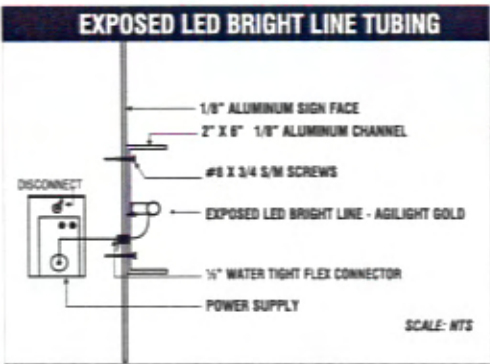 EXPOSED LED BRIGHT LINE TUBING
1/8" ALUMINUM SIGN FACE
2" X 6" 1/8" ALUMINUM CHANNEL
#8 X 3/4 S/M SCREWS
DISCONNECT
EXPOSED LED BRIGHT LINE - AGILIGHT GOLD
½" WATER TIGHT FLEX CONNECTOR
POWER SUPPLY
SCALE: NTS